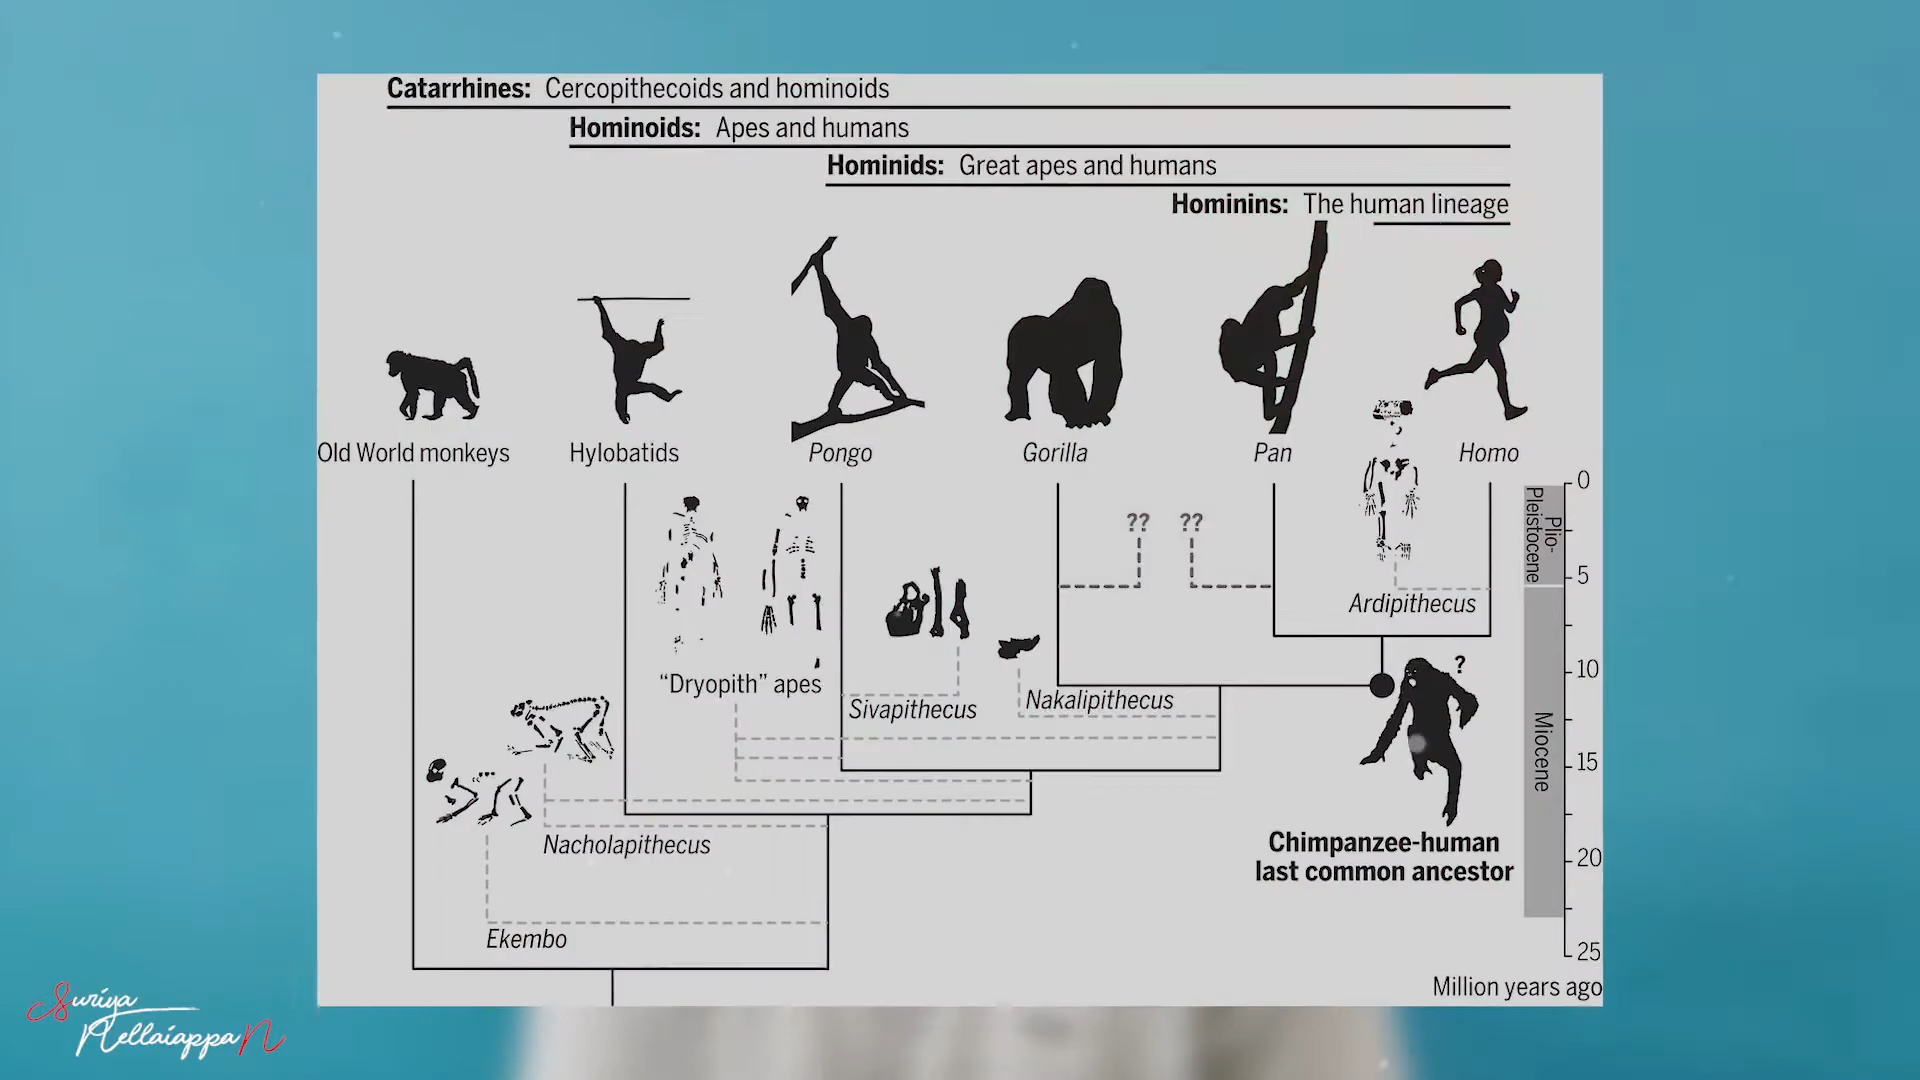 Catarrhines: Cercopithecoids and hominoids
Hominoids: Apes and humans
Hominids: Great apes and humans
Hominins: The human lineage
Old World monkeys
Hylobatids
Pongo
Gorilla
Pan
Homo
0
Plio-
Pleistocene
?? ??
5
Ardipithecus
?
10
"Dryopith" apes
Sivapithecus
Nakalipithecus
Miocene
15
Nacholapithecus
Chimpanzee-human
last common ancestor
20
Ekembo
25
Million years ago
Suriya
NellaiappaN